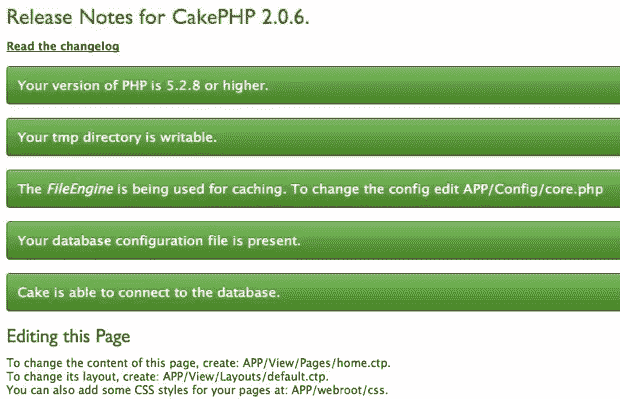 Release Notes for CakePHP 2.0.6.
Read the changelog
Your version of PHP is 5.2.8 or higher.
Your tmp directory is writable.
The FileEngine is being used for caching. To change the config edit APP/Config/core.php
Your database configuration file is present.
Cake is able to connect to the database.
Editing this Page
To change the content of this page, create: APP/View/Pages/home.ctp.
To change its layout, create: APP/View/Layouts/default.ctp.
You can also add some CSS styles for your pages at: APP/webroot/css.